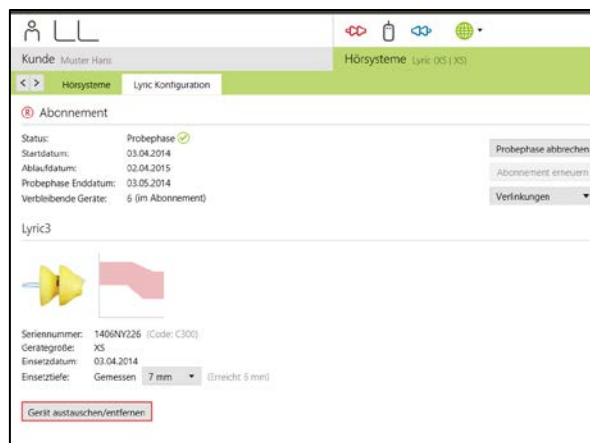 Kunde Muster Hans
Hörsysteme Lyric (XS | XS)
< > Hörsysteme Lyric Konfiguration
R Abonnement
Status: Probephase
Startdatum: 03.04.2014
Ablaufdatum: 02.04.2015
Probephase Enddatum: 03.05.2014
Verbleibende Geräte: 6 (im Abonnement)
Probephase abbrechen
Abonnement erneuern
Verlinkungen
Lyric3
Seriennummer: 1406NY226 (Code: C300)
Gerätegröße: XS
Einsetzdatum: 03.04.2014
Einsetztiefe: Gemessen 7 mm (Erreicht: 5 mm)
Gerät austauschen/entfernen